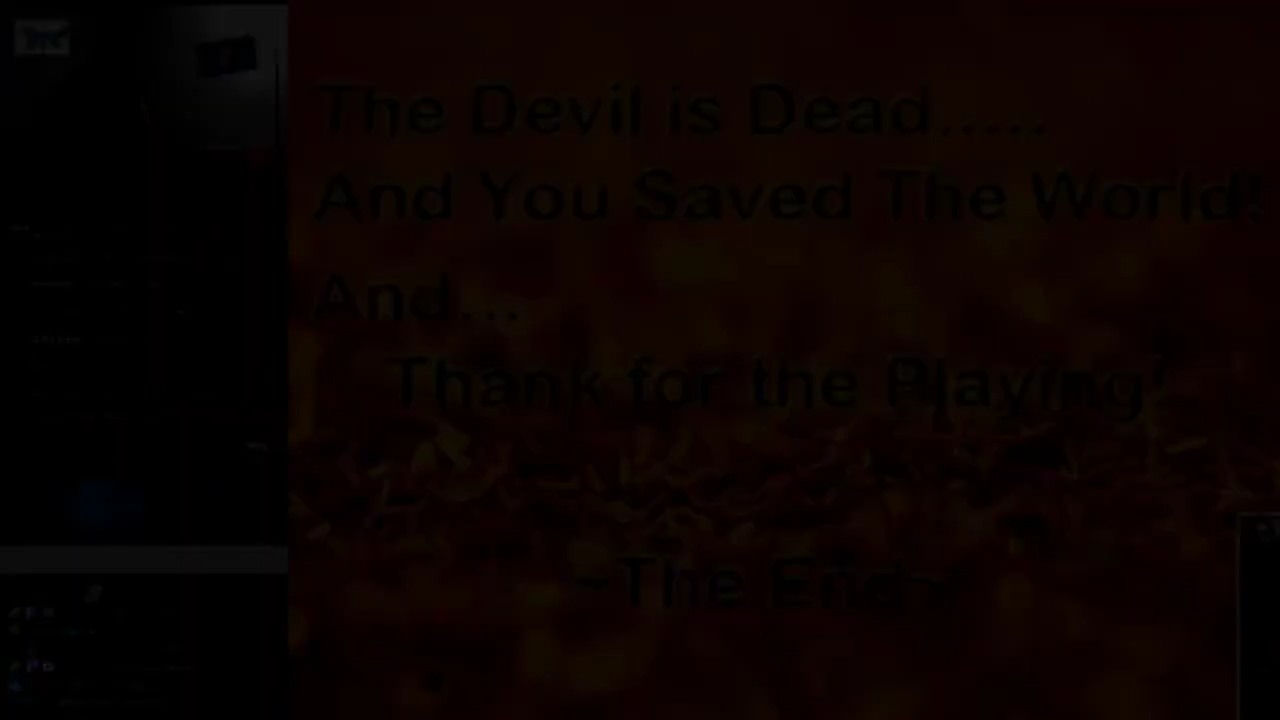 The Devil is Dead.....
And You Saved The World!
And...
Thank for the Playing!
~The End~